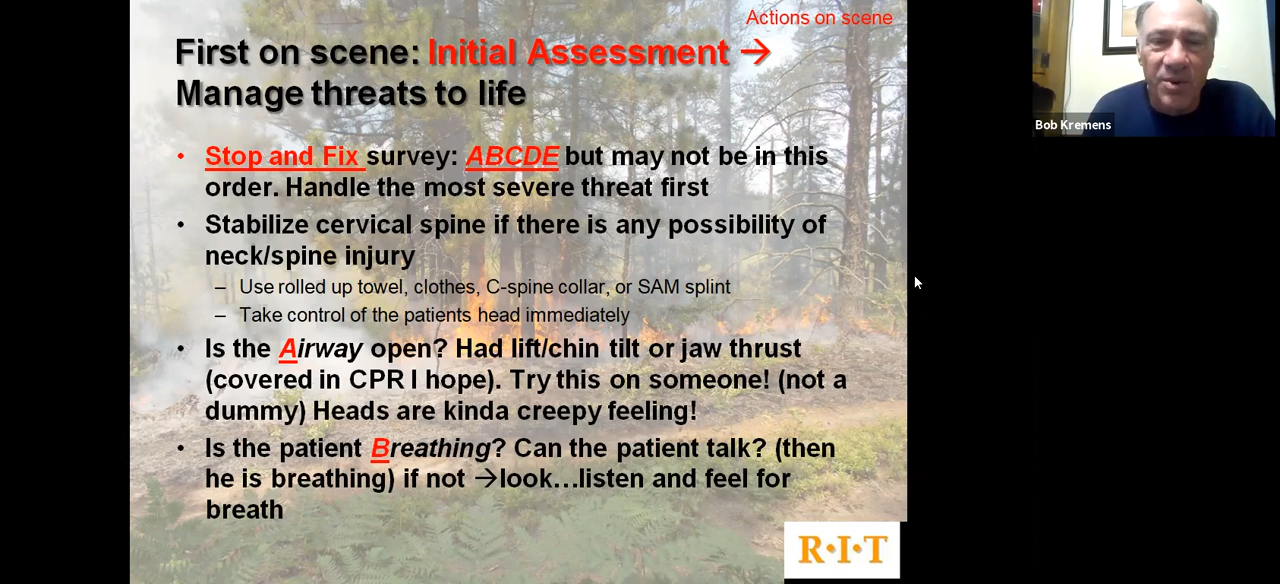 Actions on scene
First on scene: Initial Assessment →
Manage threats to life
• Stop and Fix survey: ABCDE but may not be in this
order. Handle the most severe threat first
• Stabilize cervical spine if there is any possibility of
neck/spine injury
– Use rolled up towel, clothes, C-spine collar, or SAM splint
– Take control of the patients head immediately
• Is the Airway open? Had lift/chin tilt or jaw thrust
(covered in CPR I hope). Try this on someone! (not a
dummy) Heads are kinda creepy feeling!
• Is the patient Breathing? Can the patient talk? (then
he is breathing) if not →look…listen and feel for
breath
R·I·T
Bob Kremens